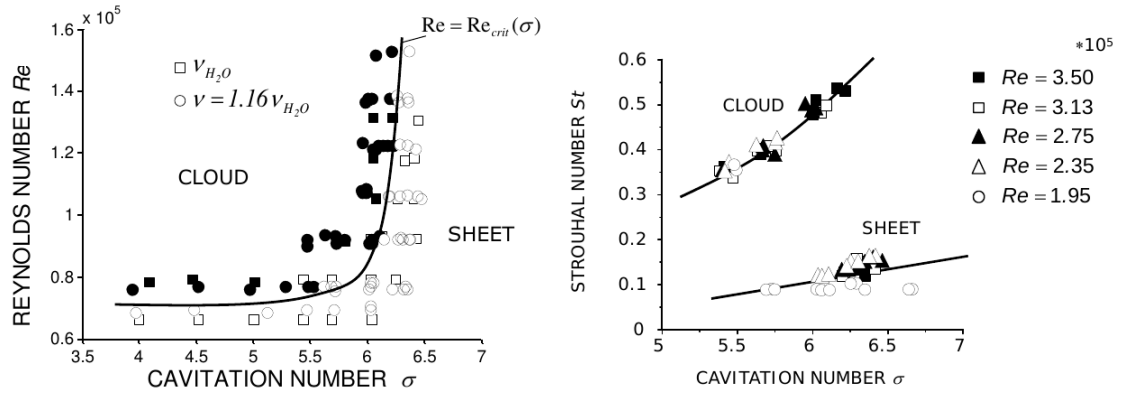 x 10⁵
Re = Re_crit(σ)
1.6
1.4
1.2
1
0.8
0.6
REYNOLDS NUMBER Re
ν_H₂O
ν = 1.16 ν_H₂O
CLOUD
SHEET
3.5 4 4.5 5 5.5 6 6.5 7
CAVITATION NUMBER σ
0.6
0.5
0.4
0.3
0.2
0.1
0
STROUHAL NUMBER St
CLOUD
SHEET
5 5.5 6 6.5 7
CAVITATION NUMBER σ
*10⁵
Re = 3.50
Re = 3.13
Re = 2.75
Re = 2.35
Re = 1.95